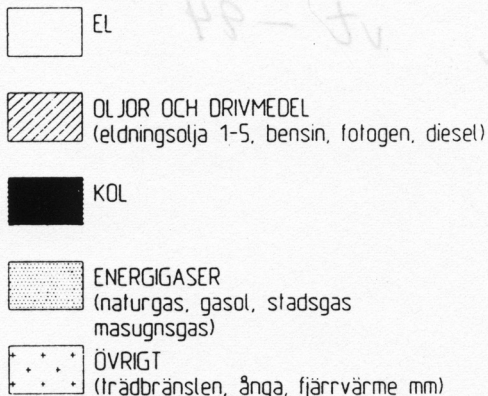 EL
OLJOR OCH DRIVMEDEL
(eldningsolja 1-5, bensin, fotogen, diesel)
KOL
ENERGIGASER
(naturgas, gasol, stadsgas
masugnsgas)
ÖVRIGT
(trädbränslen, ånga, fjärrvärme mm)